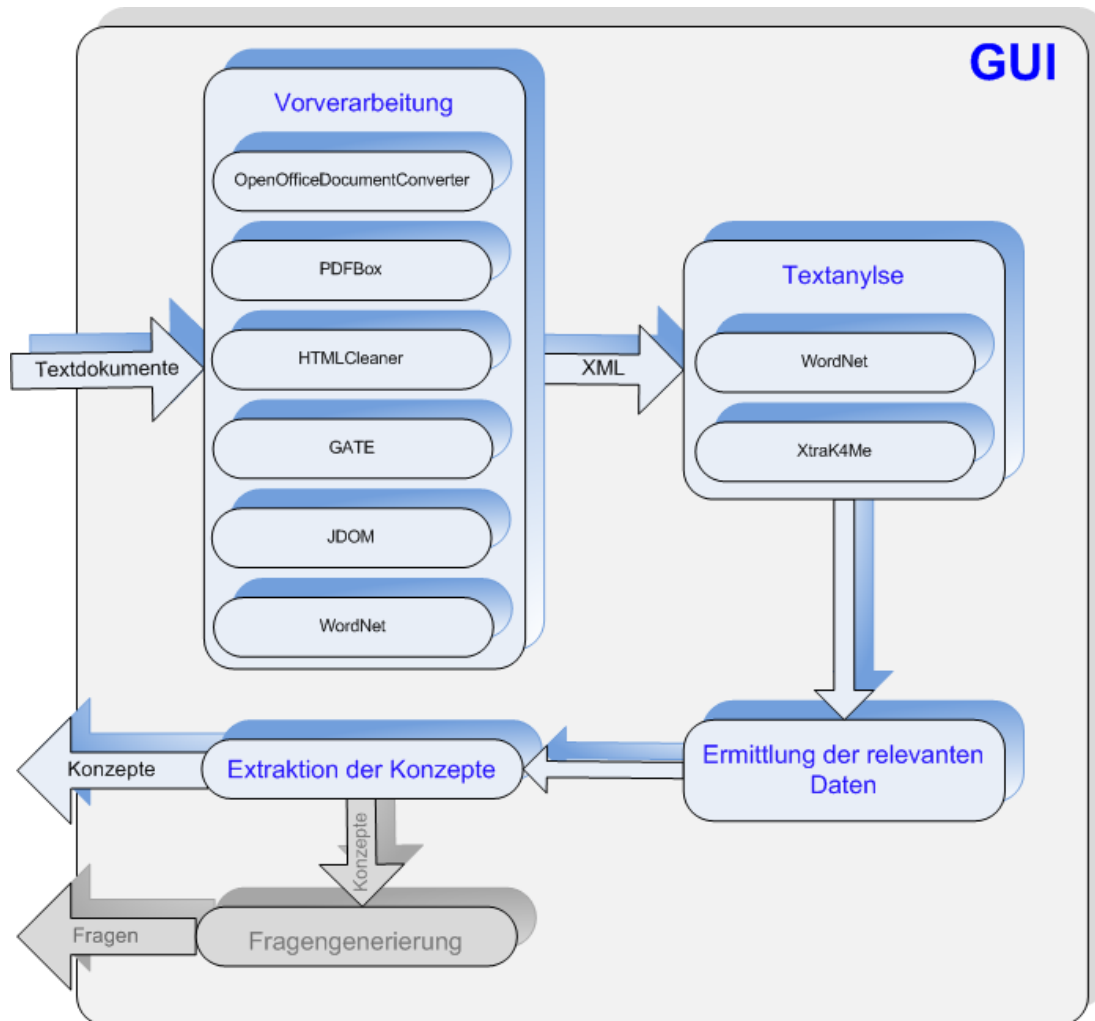 GUI
Vorverarbeitung
OpenOfficeDocumentConverter
PDFBox
HTMLCleaner
GATE
JDOM
WordNet
Textdokumente
XML
Textanylse
WordNet
XtraK4Me
Ermittlung der relevanten
Daten
Extraktion der Konzepte
Konzepte
Konzepte
Fragengenerierung
Fragen